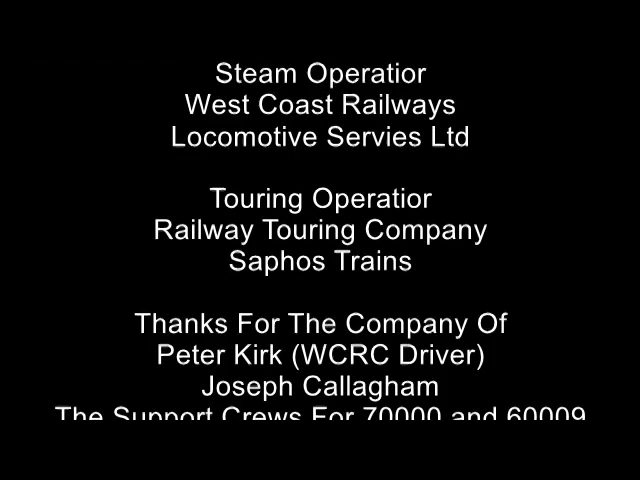 Steam Operatior
West Coast Railways
Locomotive Servies Ltd
Touring Operatior
Railway Touring Company
Saphos Trains
Thanks For The Company Of
Peter Kirk (WCRC Driver)
Joseph Callagham
The Support Crews For 70000 and 60009